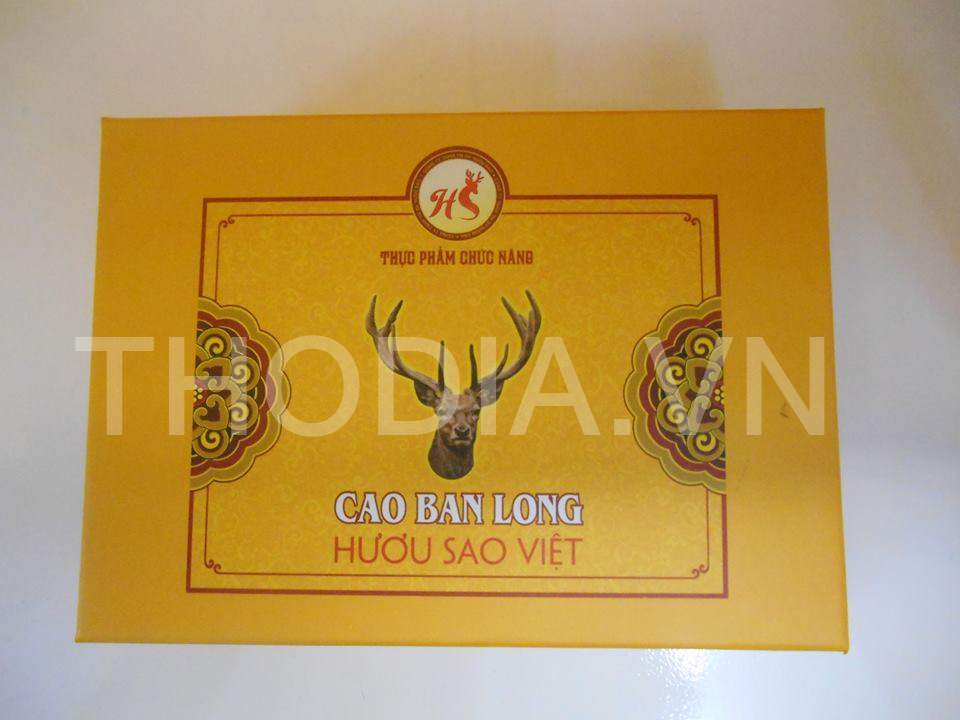 HS
THỰC PHẨM CHỨC NĂNG
THODIA.VN
CAO BAN LONG
HƯƠU SAO VIỆT